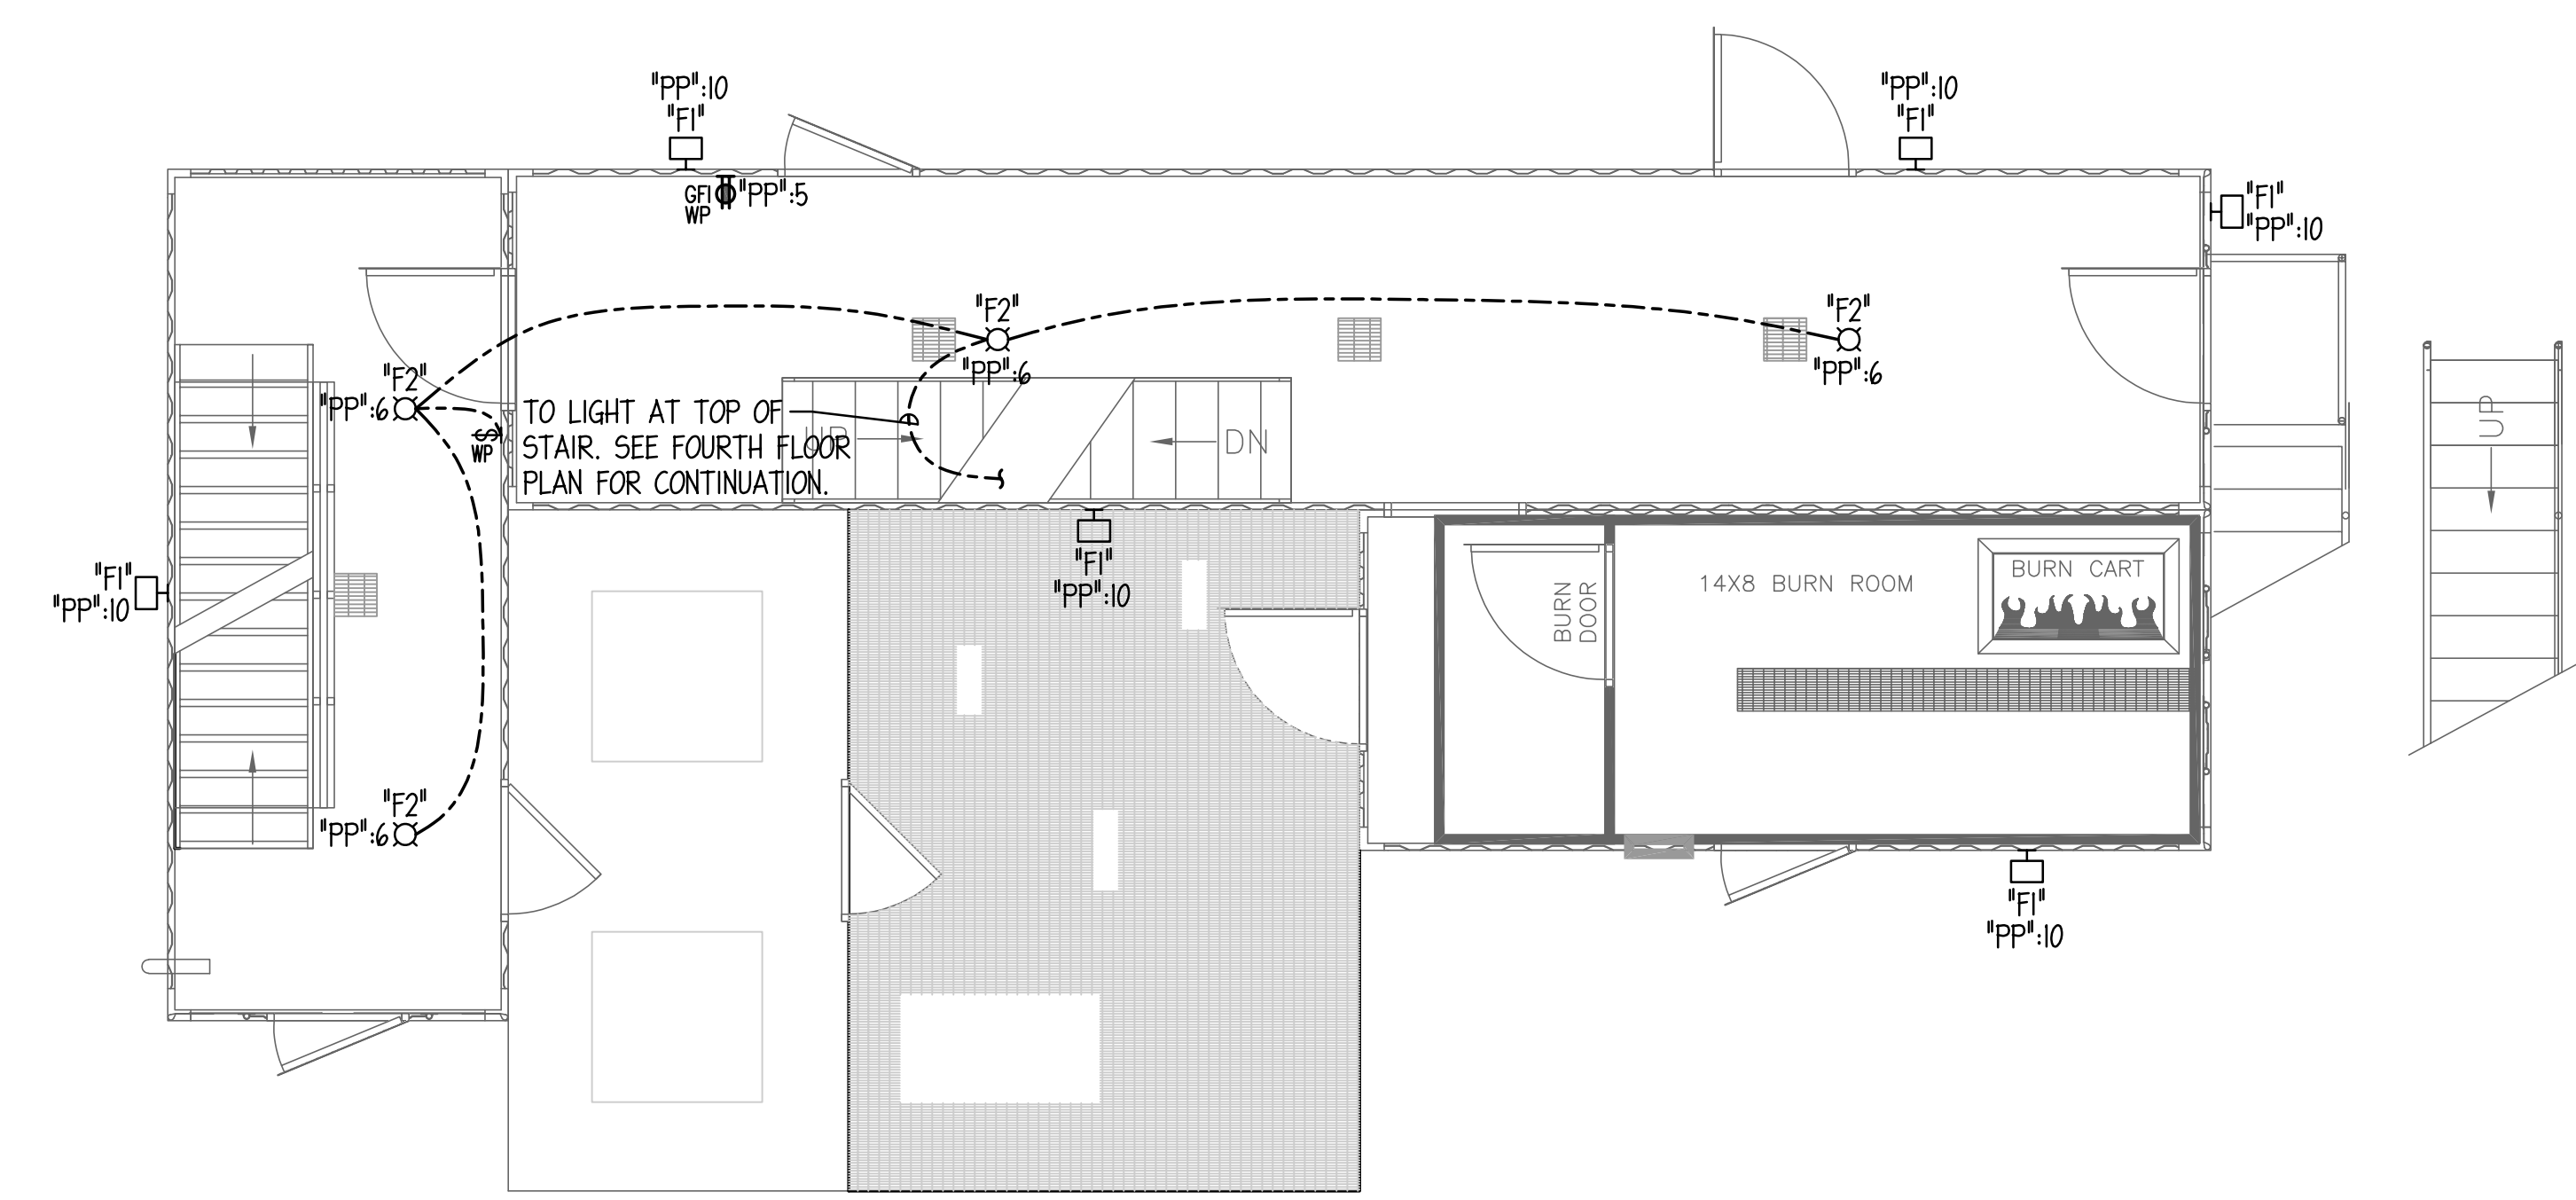 "PP":10
"F1"
"PP":10
"F1"
GFI
WP
"PP":5
"F1"
"PP":10
"F2"
"PP":6
"F2"
"PP":6
"F2"
"PP":6
$
WP
TO LIGHT AT TOP OF
STAIR. SEE FOURTH FLOOR
PLAN FOR CONTINUATION.
UP
DN
UP
"F1"
"PP":10
"F1"
"PP":10
BURN
DOOR
14X8 BURN ROOM
BURN CART
"F2"
"PP":6
"F1"
"PP":10